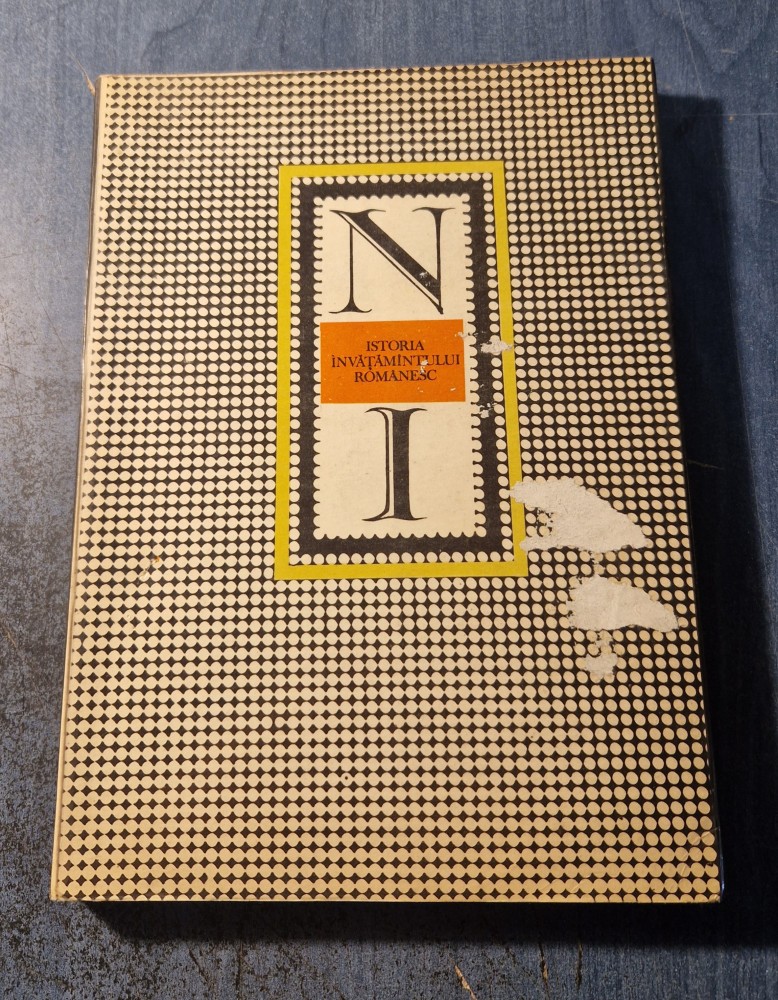 N
ISTORIA
ÎNVĂȚĂMÎNTULUI
ROMÂNESC
I